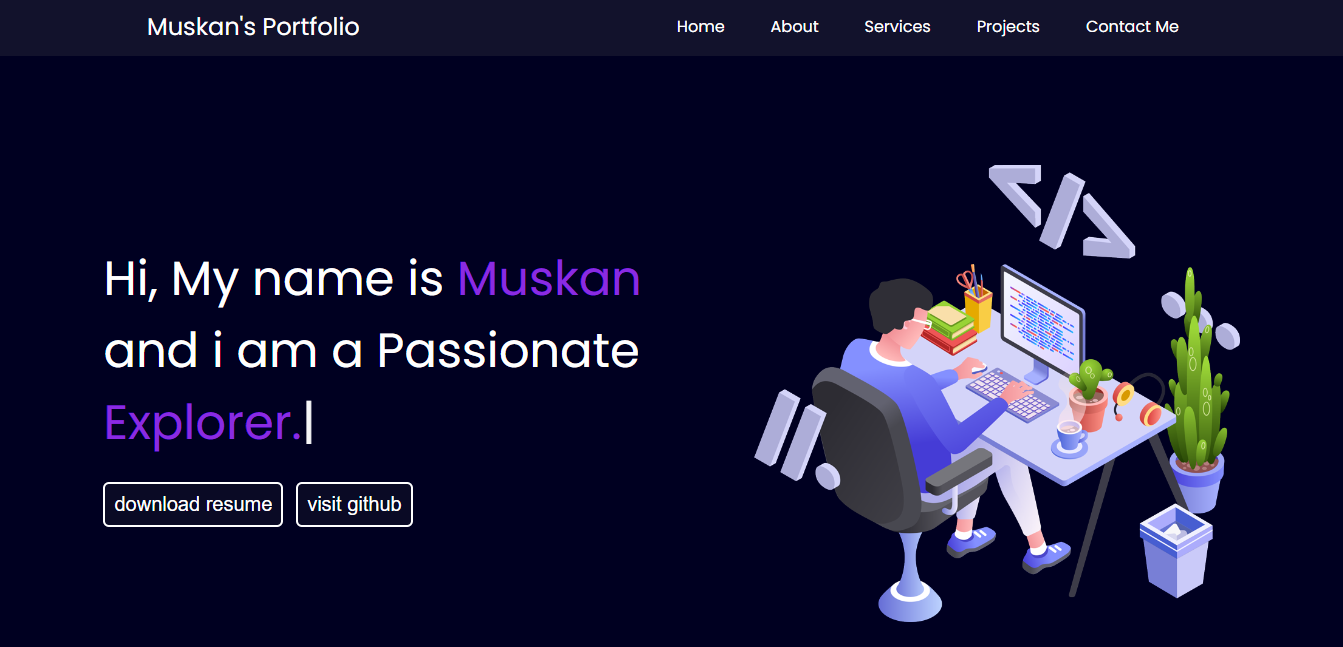 Muskan's Portfolio
Home About Services Projects Contact Me
</>
Hi, My name is Muskan
and i am a Passionate
Explorer.|
//.
download resume visit github